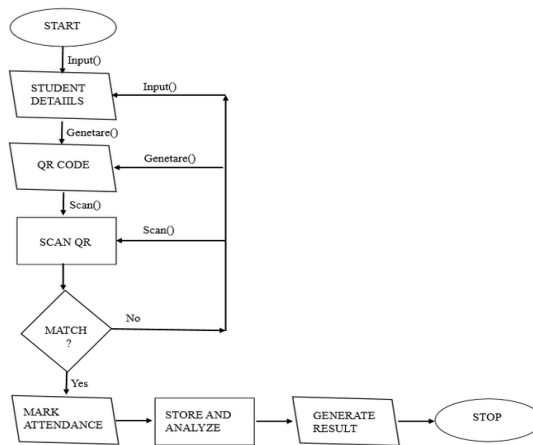 START
Input()
STUDENT
DETAIILS
Input()
Genetare()
QR CODE
Genetare()
Scan()
SCAN QR
Scan()
MATCH
?
No
Yes
MARK
ATTENDANCE
STORE AND
ANALYZE
GENERATE
RESULT
STOP